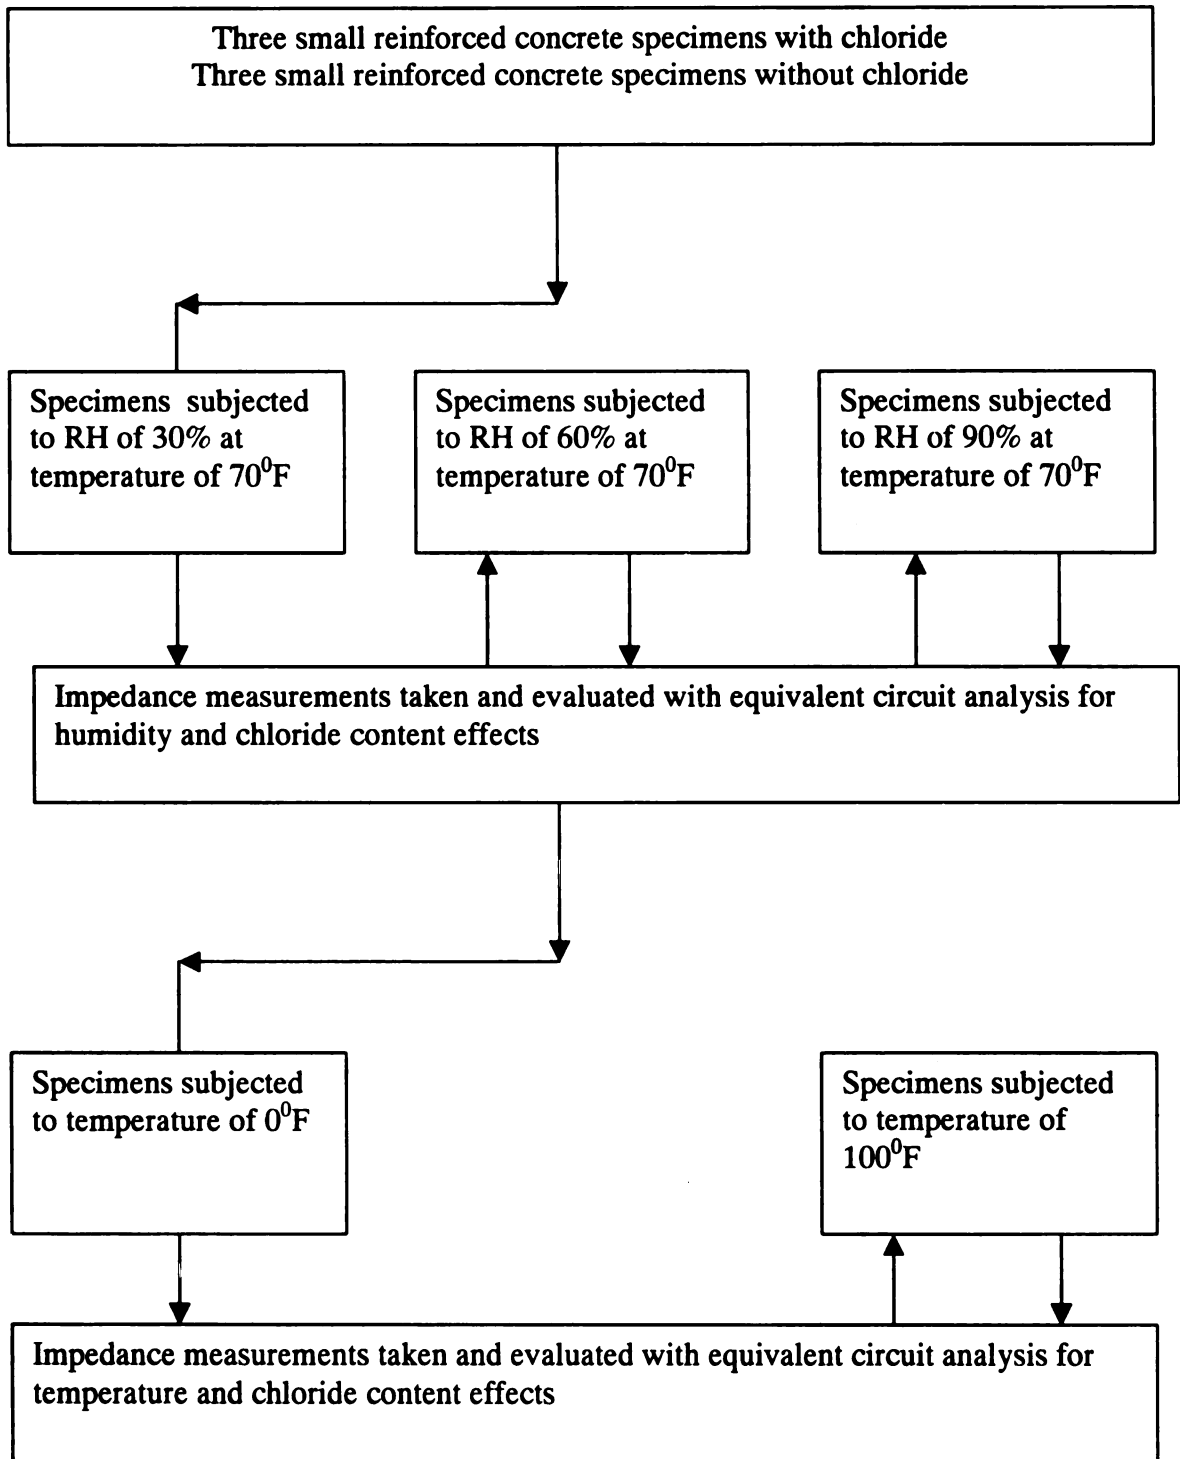 Three small reinforced concrete specimens with chloride
Three small reinforced concrete specimens without chloride
Specimens subjected
to RH of 30% at
temperature of 70⁰F
Specimens subjected
to RH of 60% at
temperature of 70⁰F
Specimens subjected
to RH of 90% at
temperature of 70⁰F
Impedance measurements taken and evaluated with equivalent circuit analysis for
humidity and chloride content effects
Specimens subjected
to temperature of 0⁰F
Specimens subjected
to temperature of
100⁰F
Impedance measurements taken and evaluated with equivalent circuit analysis for
temperature and chloride content effects